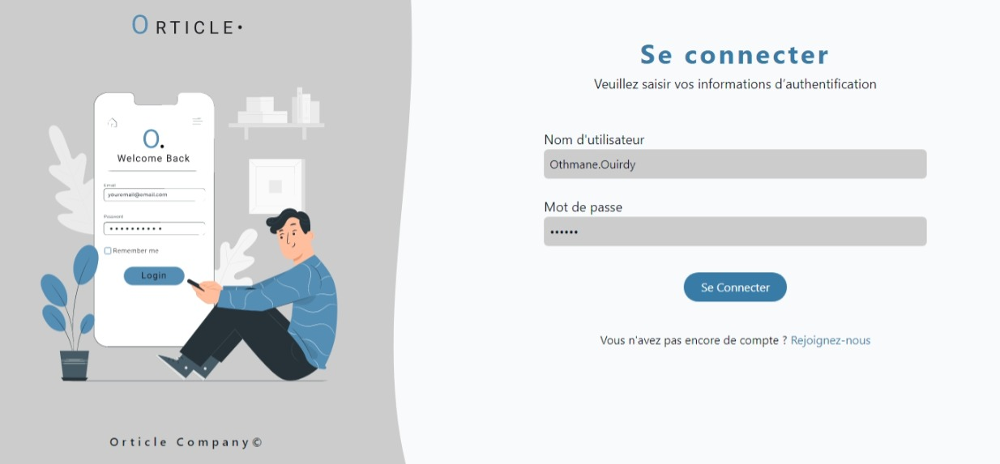 ORTICLE•
O.
Welcome Back
Email
youremail@email.com
Password
••••••••••
Remember me
Login
Orticle Company©
Se connecter
Veuillez saisir vos informations d'authentification
Nom d'utilisateur
Othmane.Ouirdy
Mot de passe
••••••
Se Connecter
Vous n'avez pas encore de compte ? Rejoignez-nous